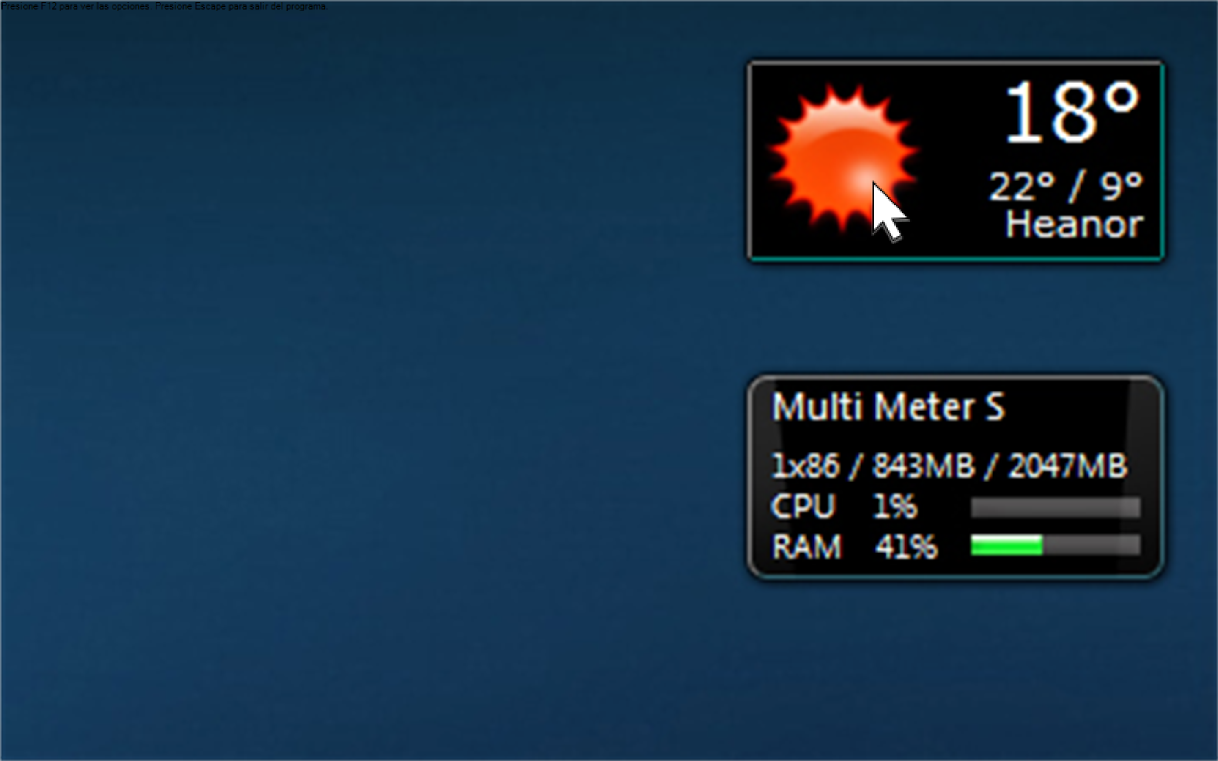 Presione F12 para ver las opciones. Presione Escape para salir del programa.
18°
22° / 9°
Heanor
Multi Meter S
1x86 / 843MB / 2047MB
CPU 1%
RAM 41%